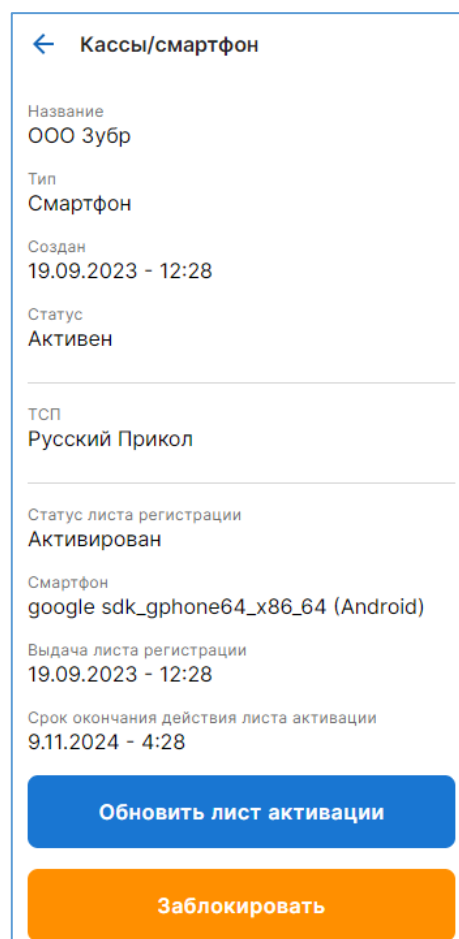 Кассы/смартфон
Название
ООО Зубр
Тип
Смартфон
Создан
19.09.2023 - 12:28
Статус
Активен
ТСП
Русский Прикол
Статус листа регистрации
Активирован
Смартфон
google sdk_gphone64_x86_64 (Android)
Выдача листа регистрации
19.09.2023 - 12:28
Срок окончания действия листа активации
9.11.2024 - 4:28
Обновить лист активации
Заблокировать